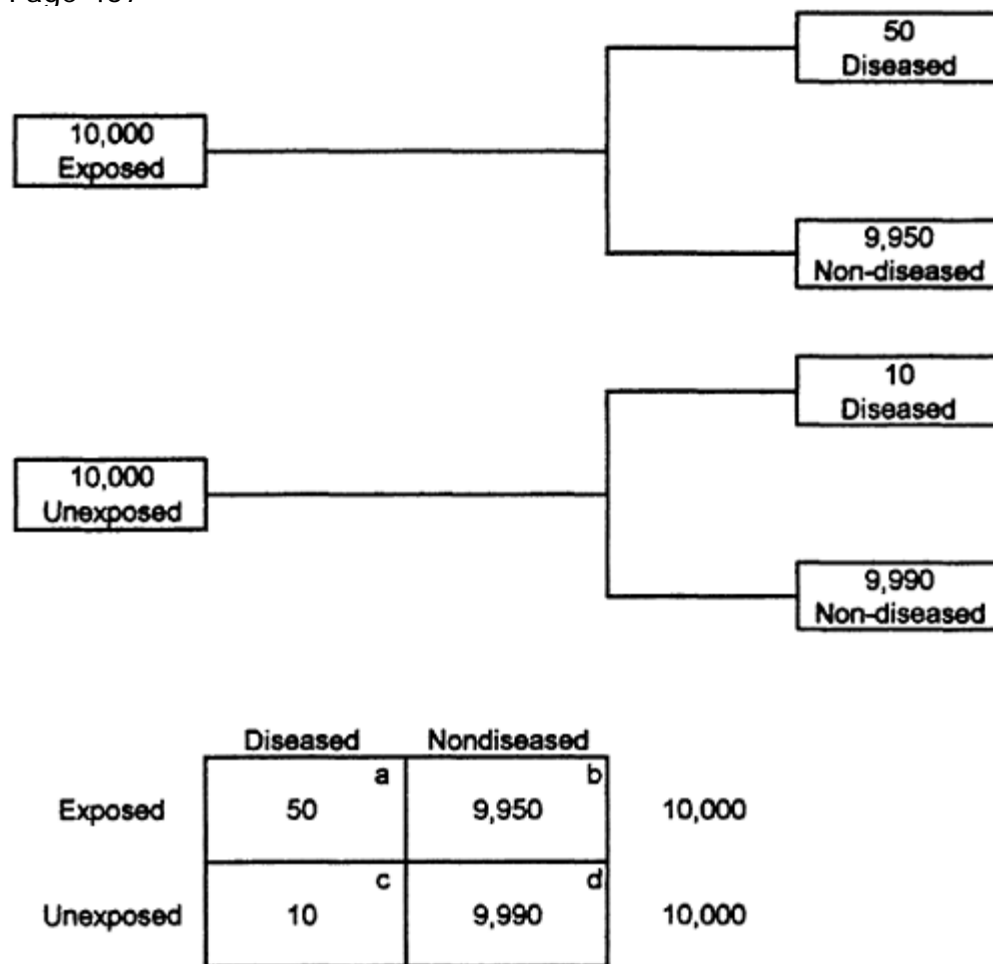 50
Diseased
10,000
Exposed
9,950
Non-diseased
10
Diseased
10,000
Unexposed
9,990
Non-diseased
Diseased Nondiseased
a b
Exposed 50 9,950 10,000
c d
Unexposed 10 9,990 10,000